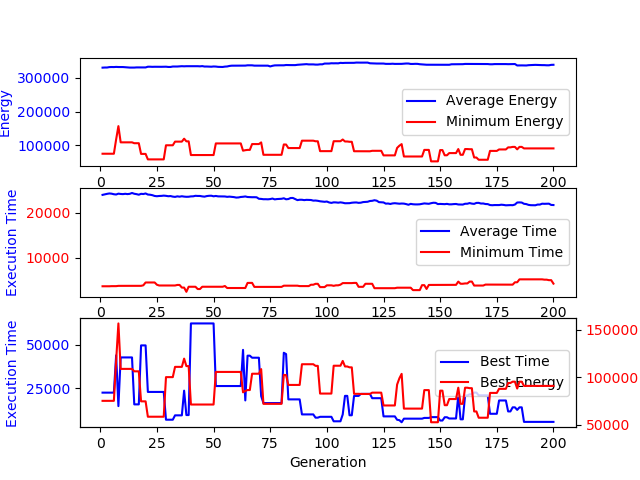 300000
200000
100000
Energy
Average Energy
Minimum Energy
0 25 50 75 100 125 150 175 200
20000
10000
Execution Time
Average Time
Minimum Time
0 25 50 75 100 125 150 175 200
50000
25000
Execution Time
150000
100000
50000
Best Time
Best Energy
0 25 50 75 100 125 150 175 200
Generation